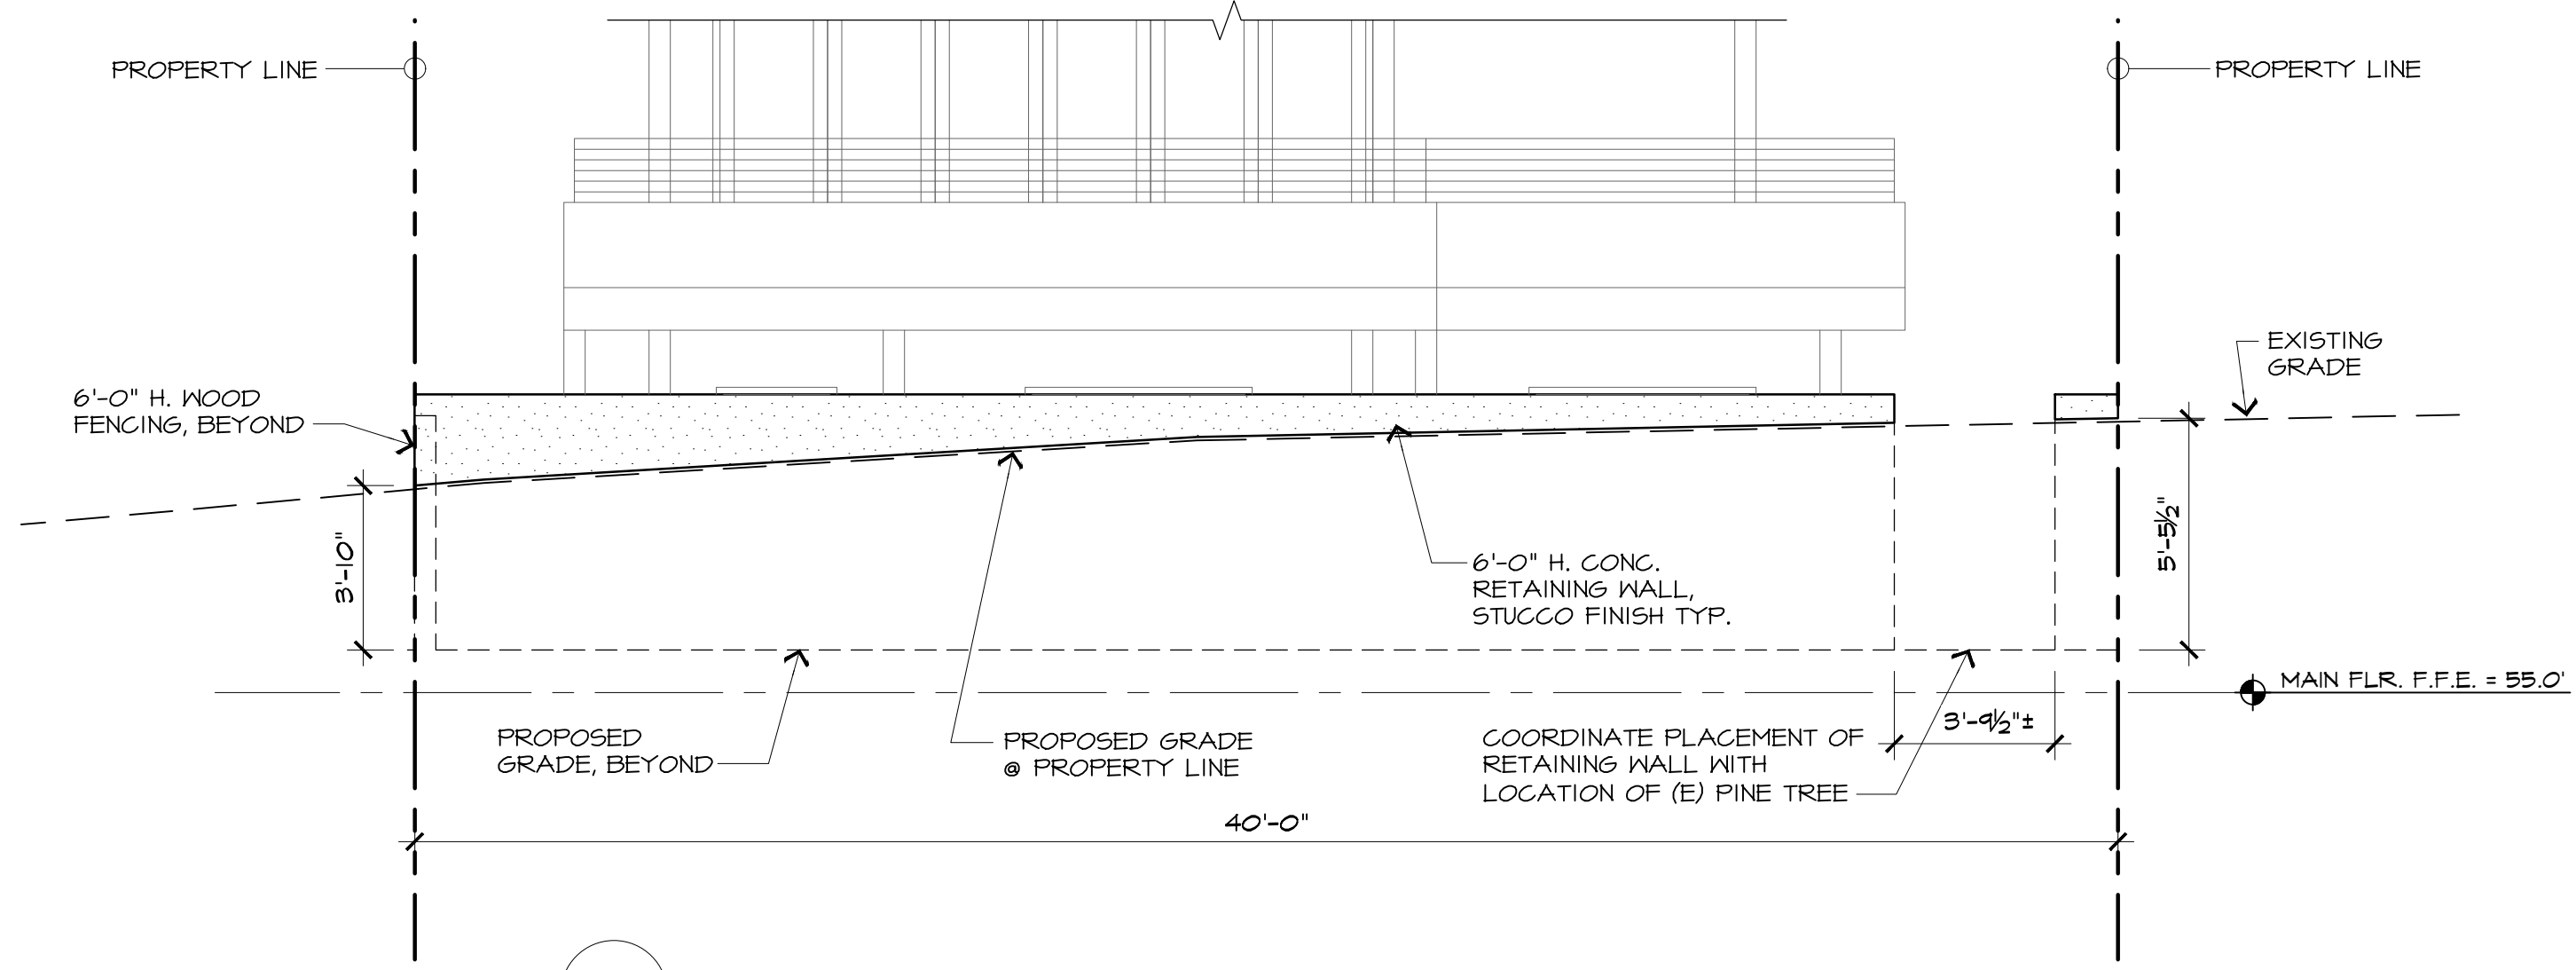 PROPERTY LINE
PROPERTY LINE
EXISTING
GRADE
6'-0" H. WOOD
FENCING, BEYOND
3'-10"
5'-5½"
6'-0" H. CONC.
RETAINING WALL,
STUCCO FINISH TYP.
MAIN FLR. F.F.E. = 55.0'
3'-9½"±
PROPOSED
GRADE, BEYOND
PROPOSED GRADE
@ PROPERTY LINE
COORDINATE PLACEMENT OF
RETAINING WALL WITH
LOCATION OF (E) PINE TREE
40'-0"